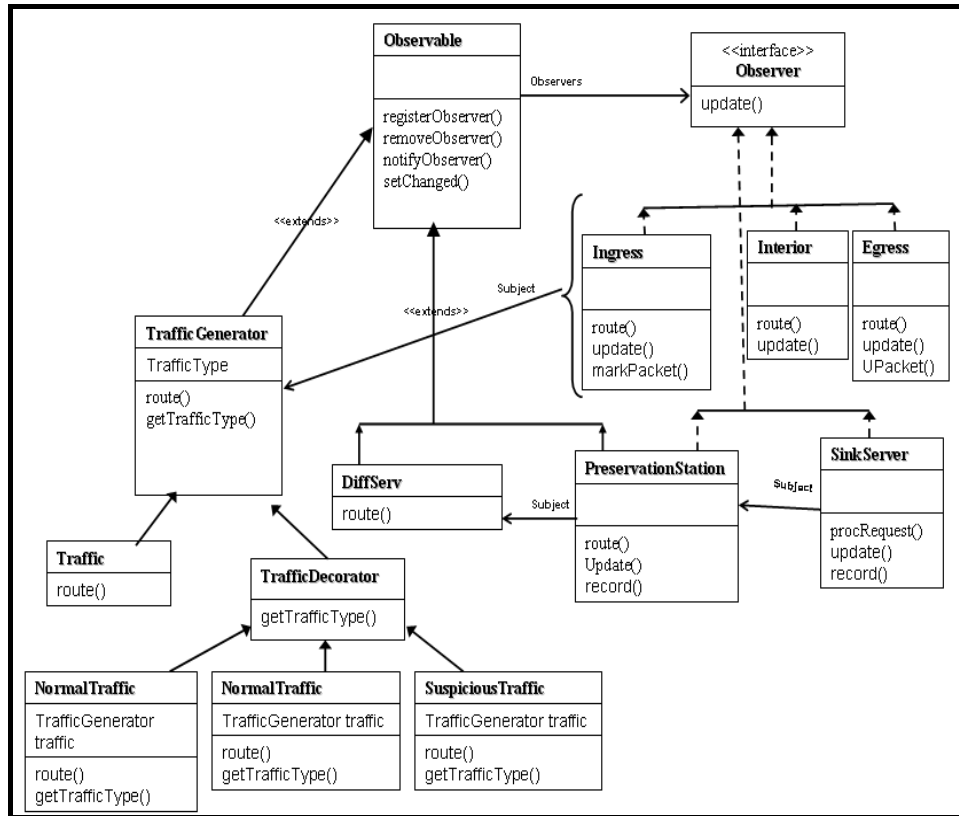 Observable
registerObserver()
removeObserver()
notifyObserver()
setChanged()
Observers
<<interface>>
Observer
update()
<<extends>>
<<extends>>
Subject
Ingress
route()
update()
markPacket()
Interior
route()
update()
Egress
route()
update()
UPacket()
TrafficGenerator
TrafficType
route()
getTrafficType()
DiffServ
route()
Subject
PreservationStation
route()
Update()
record()
Subject
SinkServer
procRequest()
update()
record()
Traffic
route()
TrafficDecorator
getTrafficType()
NormalTraffic
TrafficGenerator
traffic
route()
getTrafficType()
NormalTraffic
TrafficGenerator traffic
route()
getTrafficType()
SuspiciousTraffic
TrafficGenerator traffic
route()
getTrafficType()